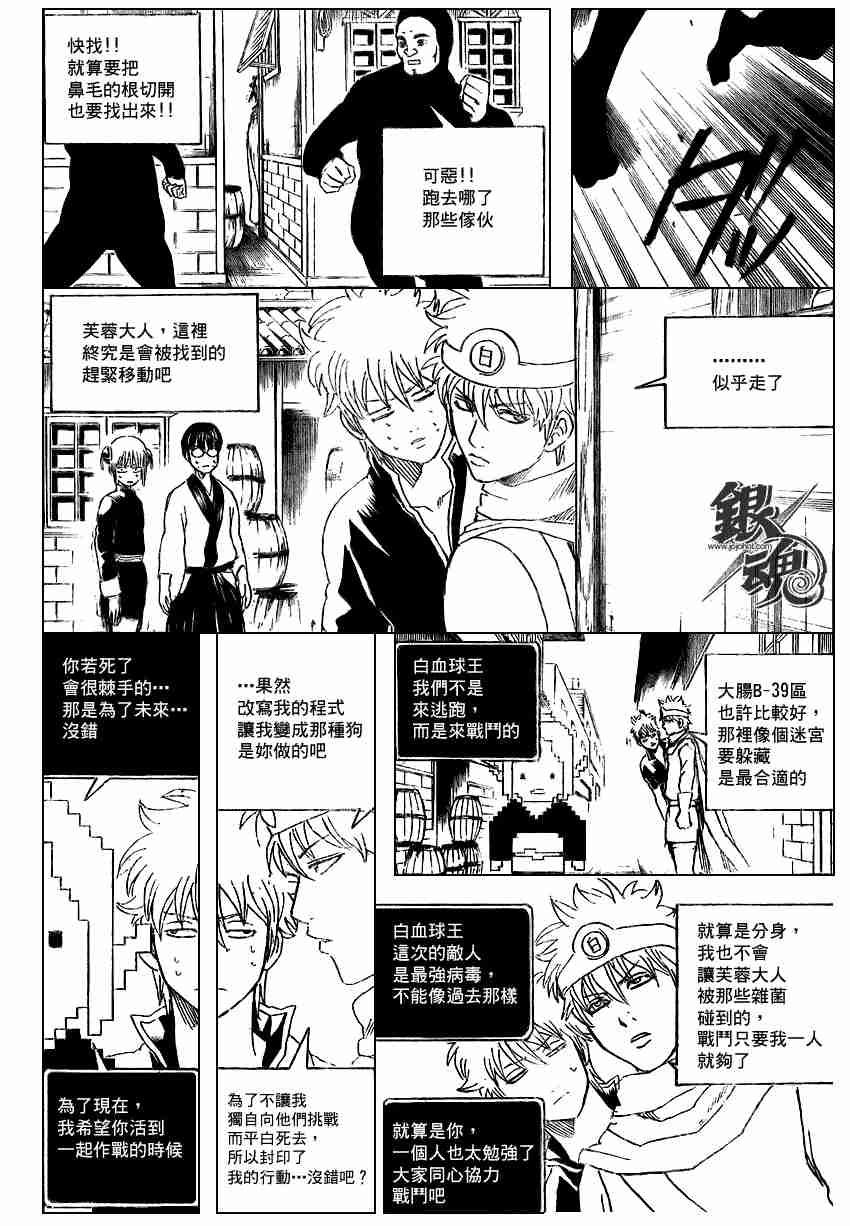 可惡!!
跑去哪了
那些傢伙
快找!!
就算要把
鼻毛的根切開
也要找出來!!
ダッ
………
似乎走了
白
芙蓉大人，這裡
終究是會被找到的
趕緊移動吧
銀魂
www.jojohot.com
大腸B-39區
也許比較好，
那裡像個迷宮
要躲藏
是最合適的
白血球王
我們不是
來逃跑，
而是來戰鬥的
就算是分身，
我也不會
讓芙蓉大人
被那些雜菌
碰到的，
戰鬥只要我一人
就夠了
白
白血球王
這次的敵人
是最強病毒，
不能像過去那樣
就算是你，
一個人也太勉強了
大家同心協力
戰鬥吧
…果然
改寫我的程式
讓我變成那種狗
是妳做的吧
為了不讓我
獨自向他們挑戰
而平白死去，
所以封印了
我的行動…沒錯吧？
你若死了
會很棘手的…
那是為了未來…
沒錯
為了現在，
我希望你活到
一起作戰的時候